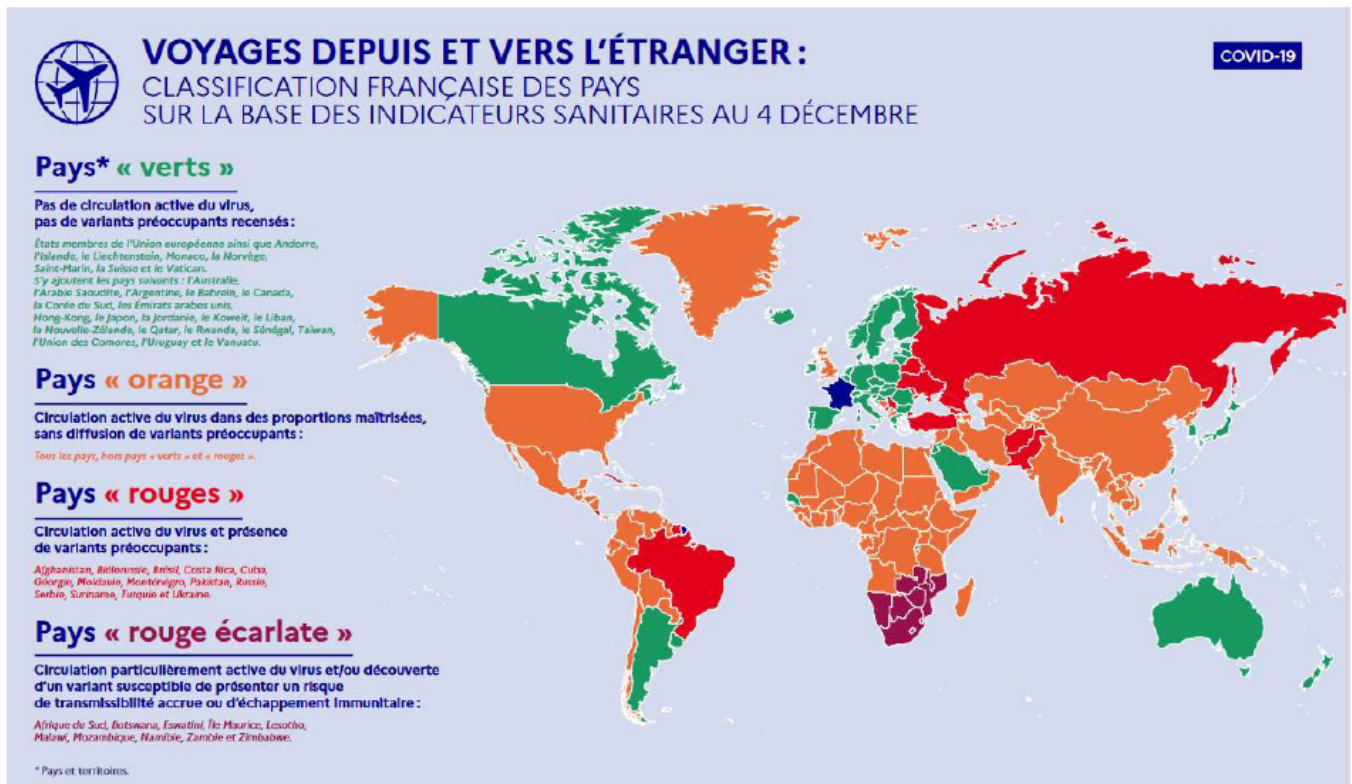 VOYAGES DEPUIS ET VERS L'ÉTRANGER :
CLASSIFICATION FRANÇAISE DES PAYS
SUR LA BASE DES INDICATEURS SANITAIRES AU 4 DÉCEMBRE
COVID-19
Pays* « verts »
Pas de circulation active du virus,
pas de variants préoccupants recensés :
États membres de l'Union européenne ainsi que Andorre,
l'Islande, le Liechtenstein, Monaco, la Norvège,
Saint-Marin, la Suisse et le Vatican.
S'y ajoutent les pays suivants : l'Australie,
l'Arabie Saoudite, l'Argentine, le Bahreïn, le Canada,
la Corée du Sud, les Émirats arabes unis,
Hong-Kong, le Japon, la Jordanie, le Koweït, le Liban,
la Nouvelle-Zélande, le Qatar, le Rwanda, le Sénégal, Taiwan,
l'Union des Comores, l'Uruguay et le Vanuatu.
Pays « orange »
Circulation active du virus dans des proportions maîtrisées,
sans diffusion de variants préoccupants :
Tous les pays, hors pays « verts » et « rouges ».
Pays « rouges »
Circulation active du virus et présence
de variants préoccupants :
Afghanistan, Biélorussie, Brésil, Costa Rica, Cuba,
Géorgie, Moldavie, Monténégro, Pakistan, Russie,
Serbie, Suriname, Turquie et Ukraine.
Pays « rouge écarlate »
Circulation particulièrement active du virus et/ou découverte
d'un variant susceptible de présenter un risque
de transmissibilité accrue ou d'échappement immunitaire :
Afrique du Sud, Botswana, Eswatini, Île Maurice, Lesotho,
Malawi, Mozambique, Namibie, Zambie et Zimbabwe.
* Pays et territoires.